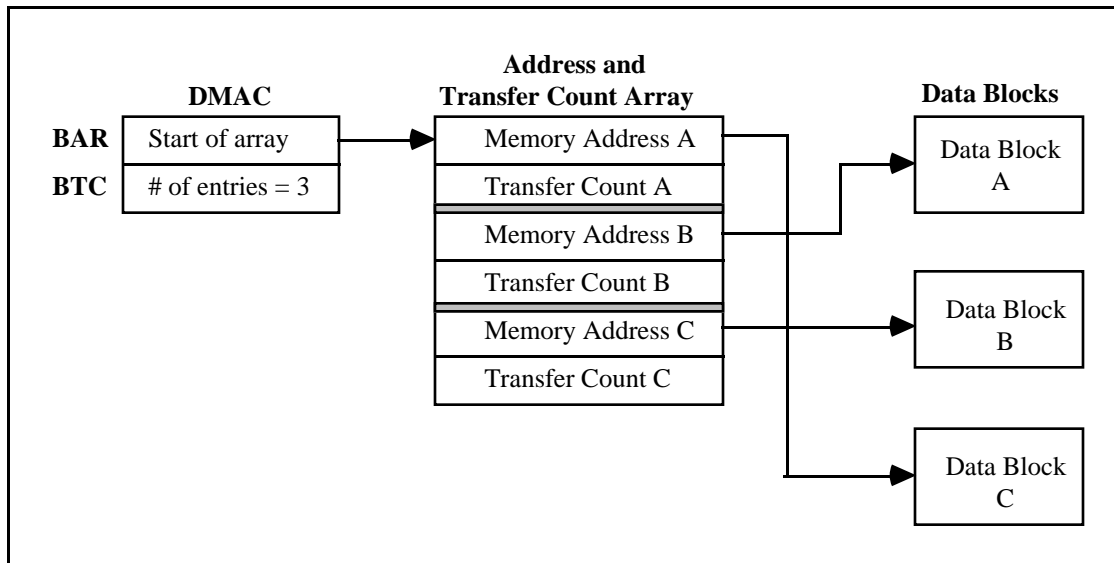 Address and
Transfer Count Array
DMAC
Data Blocks
BAR
Start of array
BTC
# of entries = 3
Memory Address A
Transfer Count A
Memory Address B
Transfer Count B
Memory Address C
Transfer Count C
Data Block
A
Data Block
B
Data Block
C